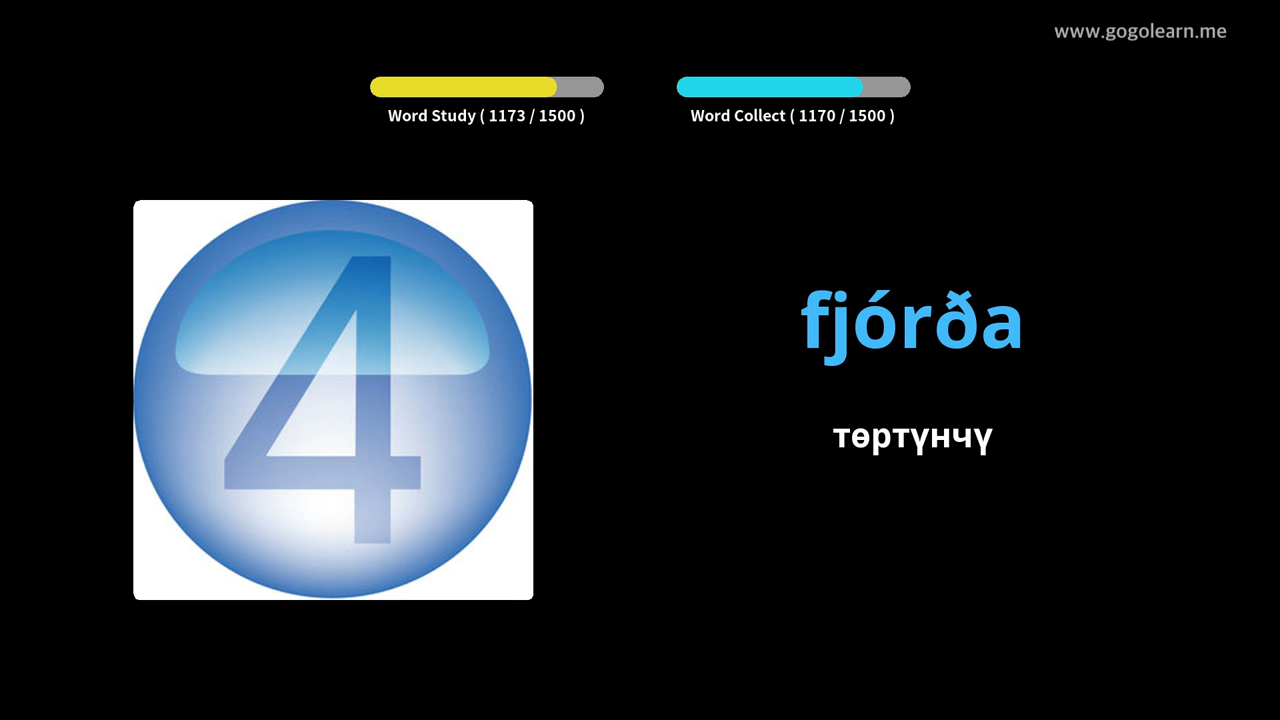 www.gogolearn.me
Word Study ( 1173 / 1500 )
Word Collect ( 1170 / 1500 )
4
fjórða
төртүнчү